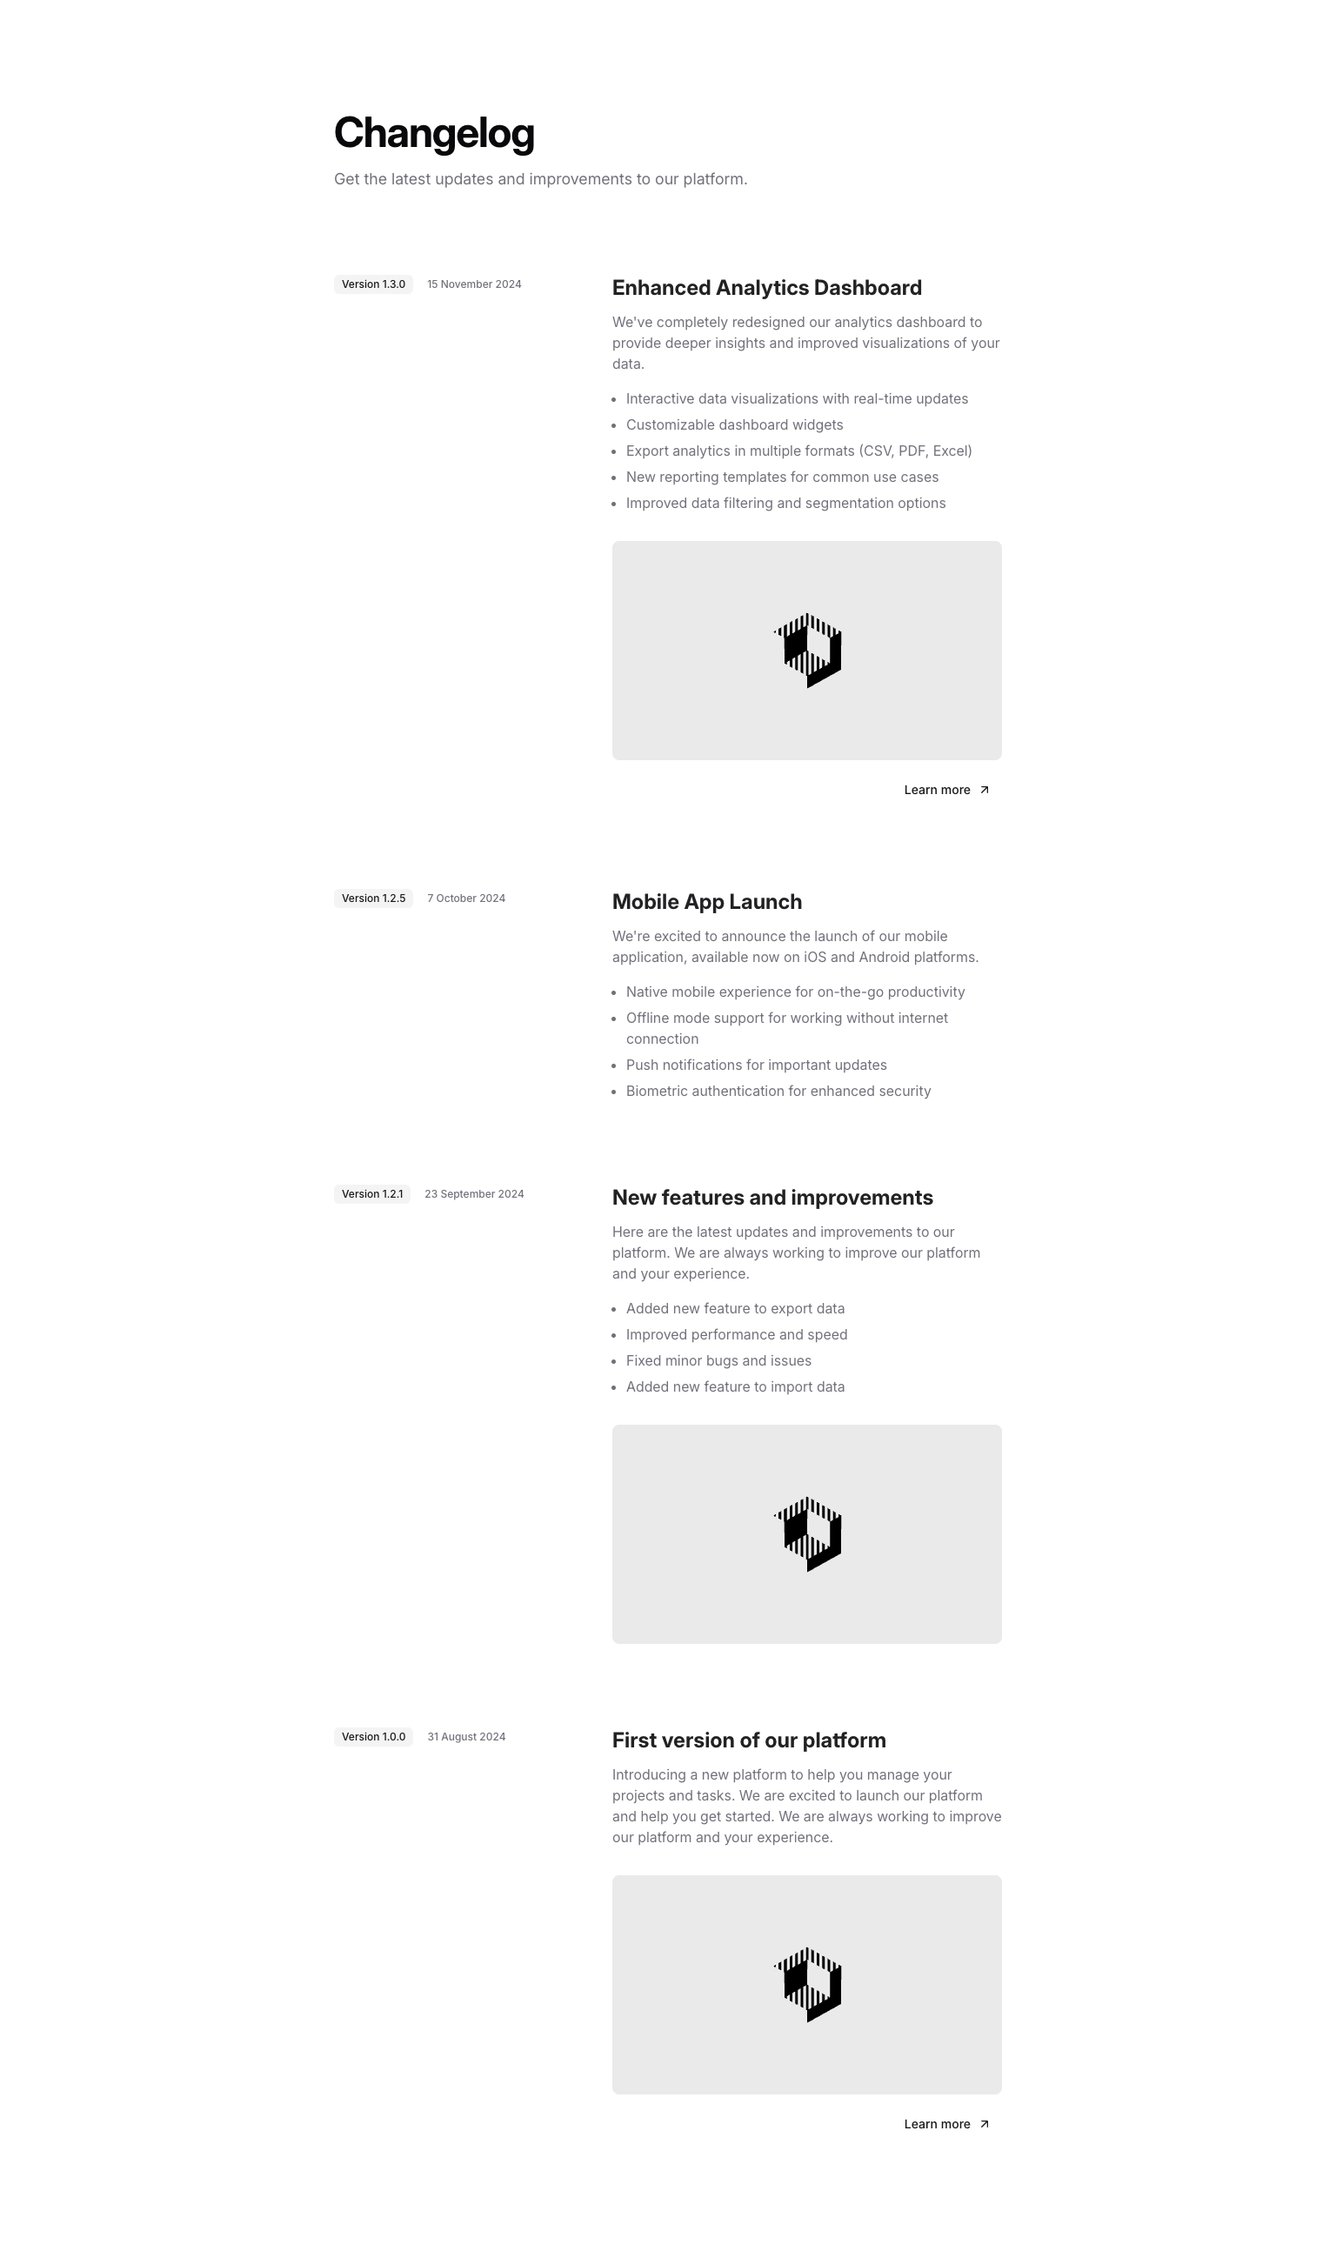 Changelog
Get the latest updates and improvements to our platform.
Version 1.3.0
15 November 2024
Enhanced Analytics Dashboard
We've completely redesigned our analytics dashboard to
provide deeper insights and improved visualizations of your
data.
• Interactive data visualizations with real-time updates
• Customizable dashboard widgets
• Export analytics in multiple formats (CSV, PDF, Excel)
• New reporting templates for common use cases
• Improved data filtering and segmentation options
Learn more
Version 1.2.5
7 October 2024
Mobile App Launch
We're excited to announce the launch of our mobile
application, available now on iOS and Android platforms.
• Native mobile experience for on-the-go productivity
• Offline mode support for working without internet
connection
• Push notifications for important updates
• Biometric authentication for enhanced security
Version 1.2.1
23 September 2024
New features and improvements
Here are the latest updates and improvements to our
platform. We are always working to improve our platform
and your experience.
• Added new feature to export data
• Improved performance and speed
• Fixed minor bugs and issues
• Added new feature to import data
Version 1.0.0
31 August 2024
First version of our platform
Introducing a new platform to help you manage your
projects and tasks. We are excited to launch our platform
and help you get started. We are always working to improve
our platform and your experience.
Learn more